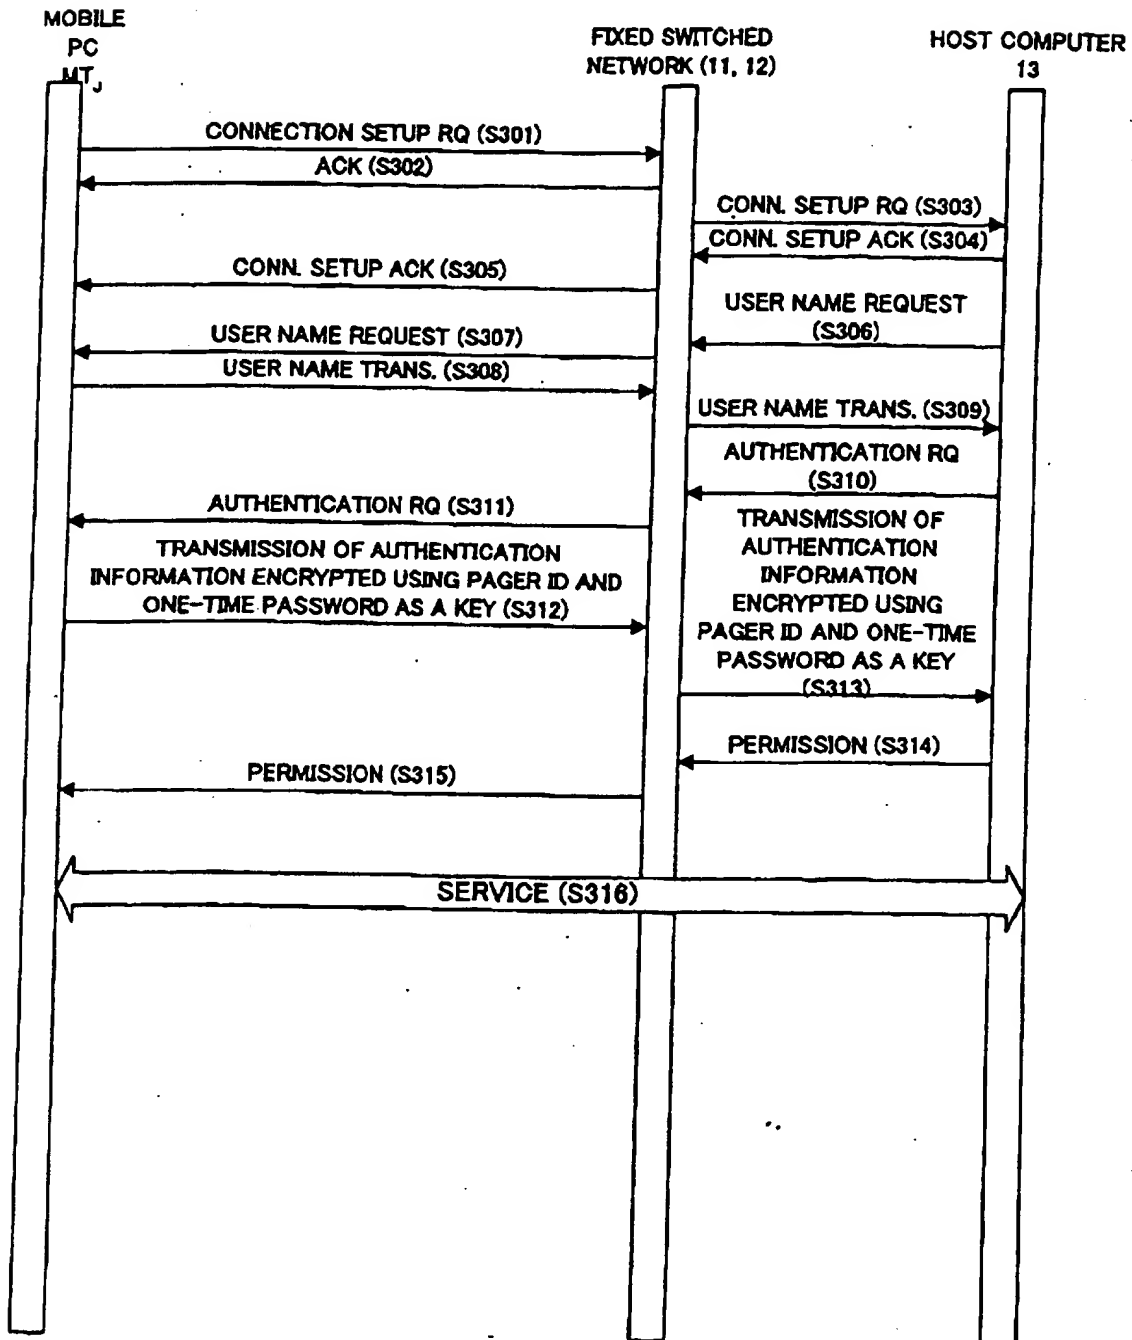 MOBILE
PC
MTJ
FIXED SWITCHED
NETWORK (11, 12)
HOST COMPUTER
13
CONNECTION SETUP RQ (S301)
ACK (S302)
CONN. SETUP RQ (S303)
CONN. SETUP ACK (S304)
CONN. SETUP ACK (S305)
USER NAME REQUEST
(S306)
USER NAME REQUEST (S307)
USER NAME TRANS. (S308)
USER NAME TRANS. (S309)
AUTHENTICATION RQ
(S310)
AUTHENTICATION RQ (S311)
TRANSMISSION OF AUTHENTICATION
INFORMATION ENCRYPTED USING PAGER ID AND
ONE-TIME PASSWORD AS A KEY (S312)
TRANSMISSION OF
AUTHENTICATION
INFORMATION
ENCRYPTED USING
PAGER ID AND ONE-TIME
PASSWORD AS A KEY
(S313)
PERMISSION (S314)
PERMISSION (S315)
SERVICE (S316)